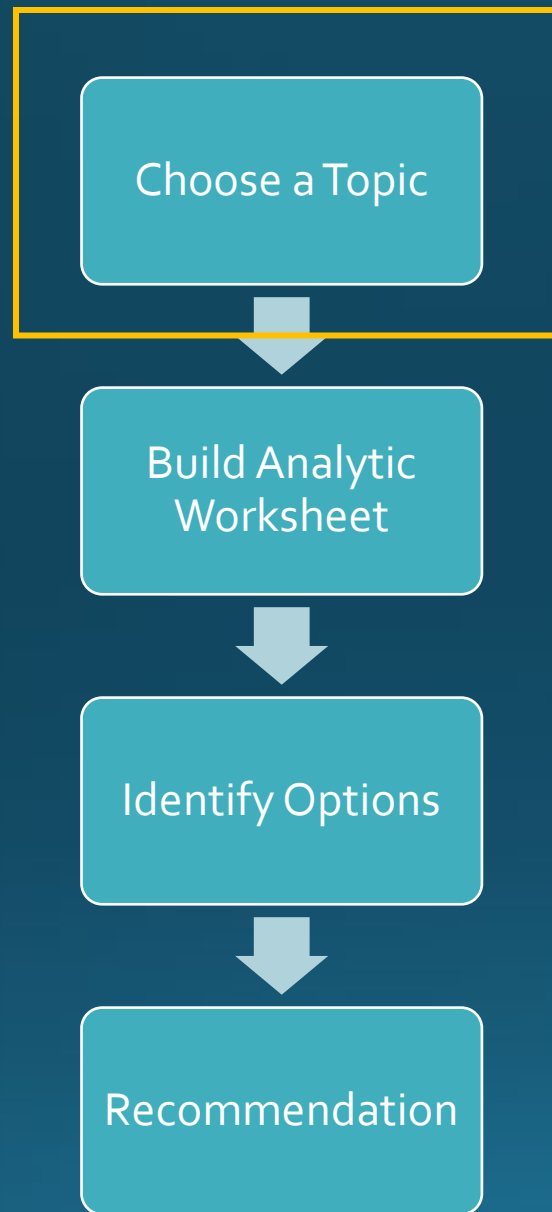 Choose a Topic
Build Analytic
Worksheet
Identify Options
Recommendation